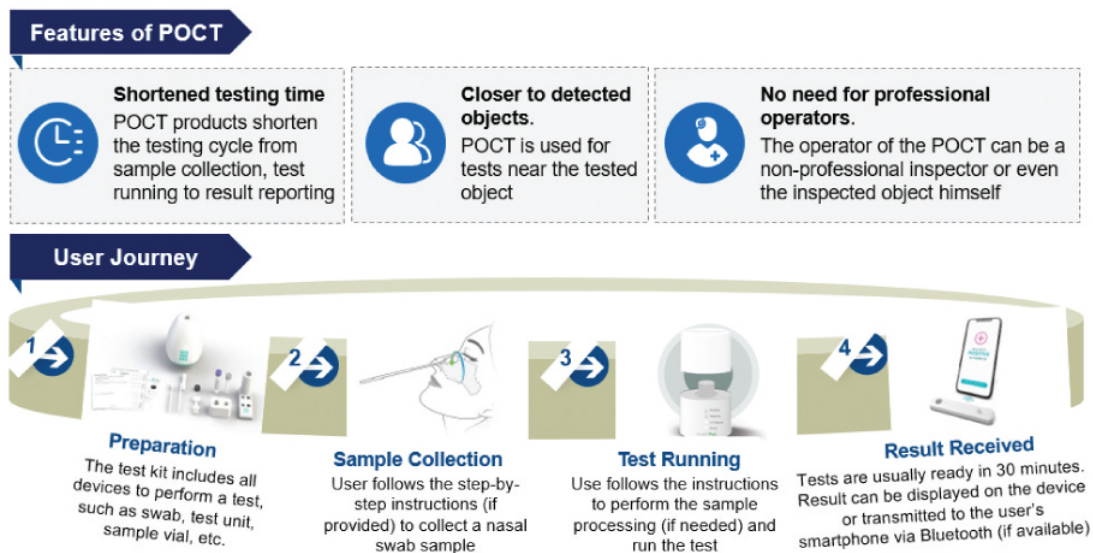 Features of POCT
Shortened testing time
POCT products shorten
the testing cycle from
sample collection, test
running to result reporting
Closer to detected
objects.
POCT is used for
tests near the tested
object
No need for professional
operators.
The operator of the POCT can be a
non-professional inspector or even
the inspected object himself
User Journey
1
Preparation
The test kit includes all
devices to perform a test,
such as swab, test unit,
sample vial, etc.
2
Sample Collection
User follows the step-by-
step instructions (if
provided) to collect a nasal
swab sample
3
Test Running
Use follows the instructions
to perform the sample
processing (if needed) and
run the test
4
Result Received
Tests are usually ready in 30 minutes.
Result can be displayed on the device
or transmitted to the user's
smartphone via Bluetooth (if available)